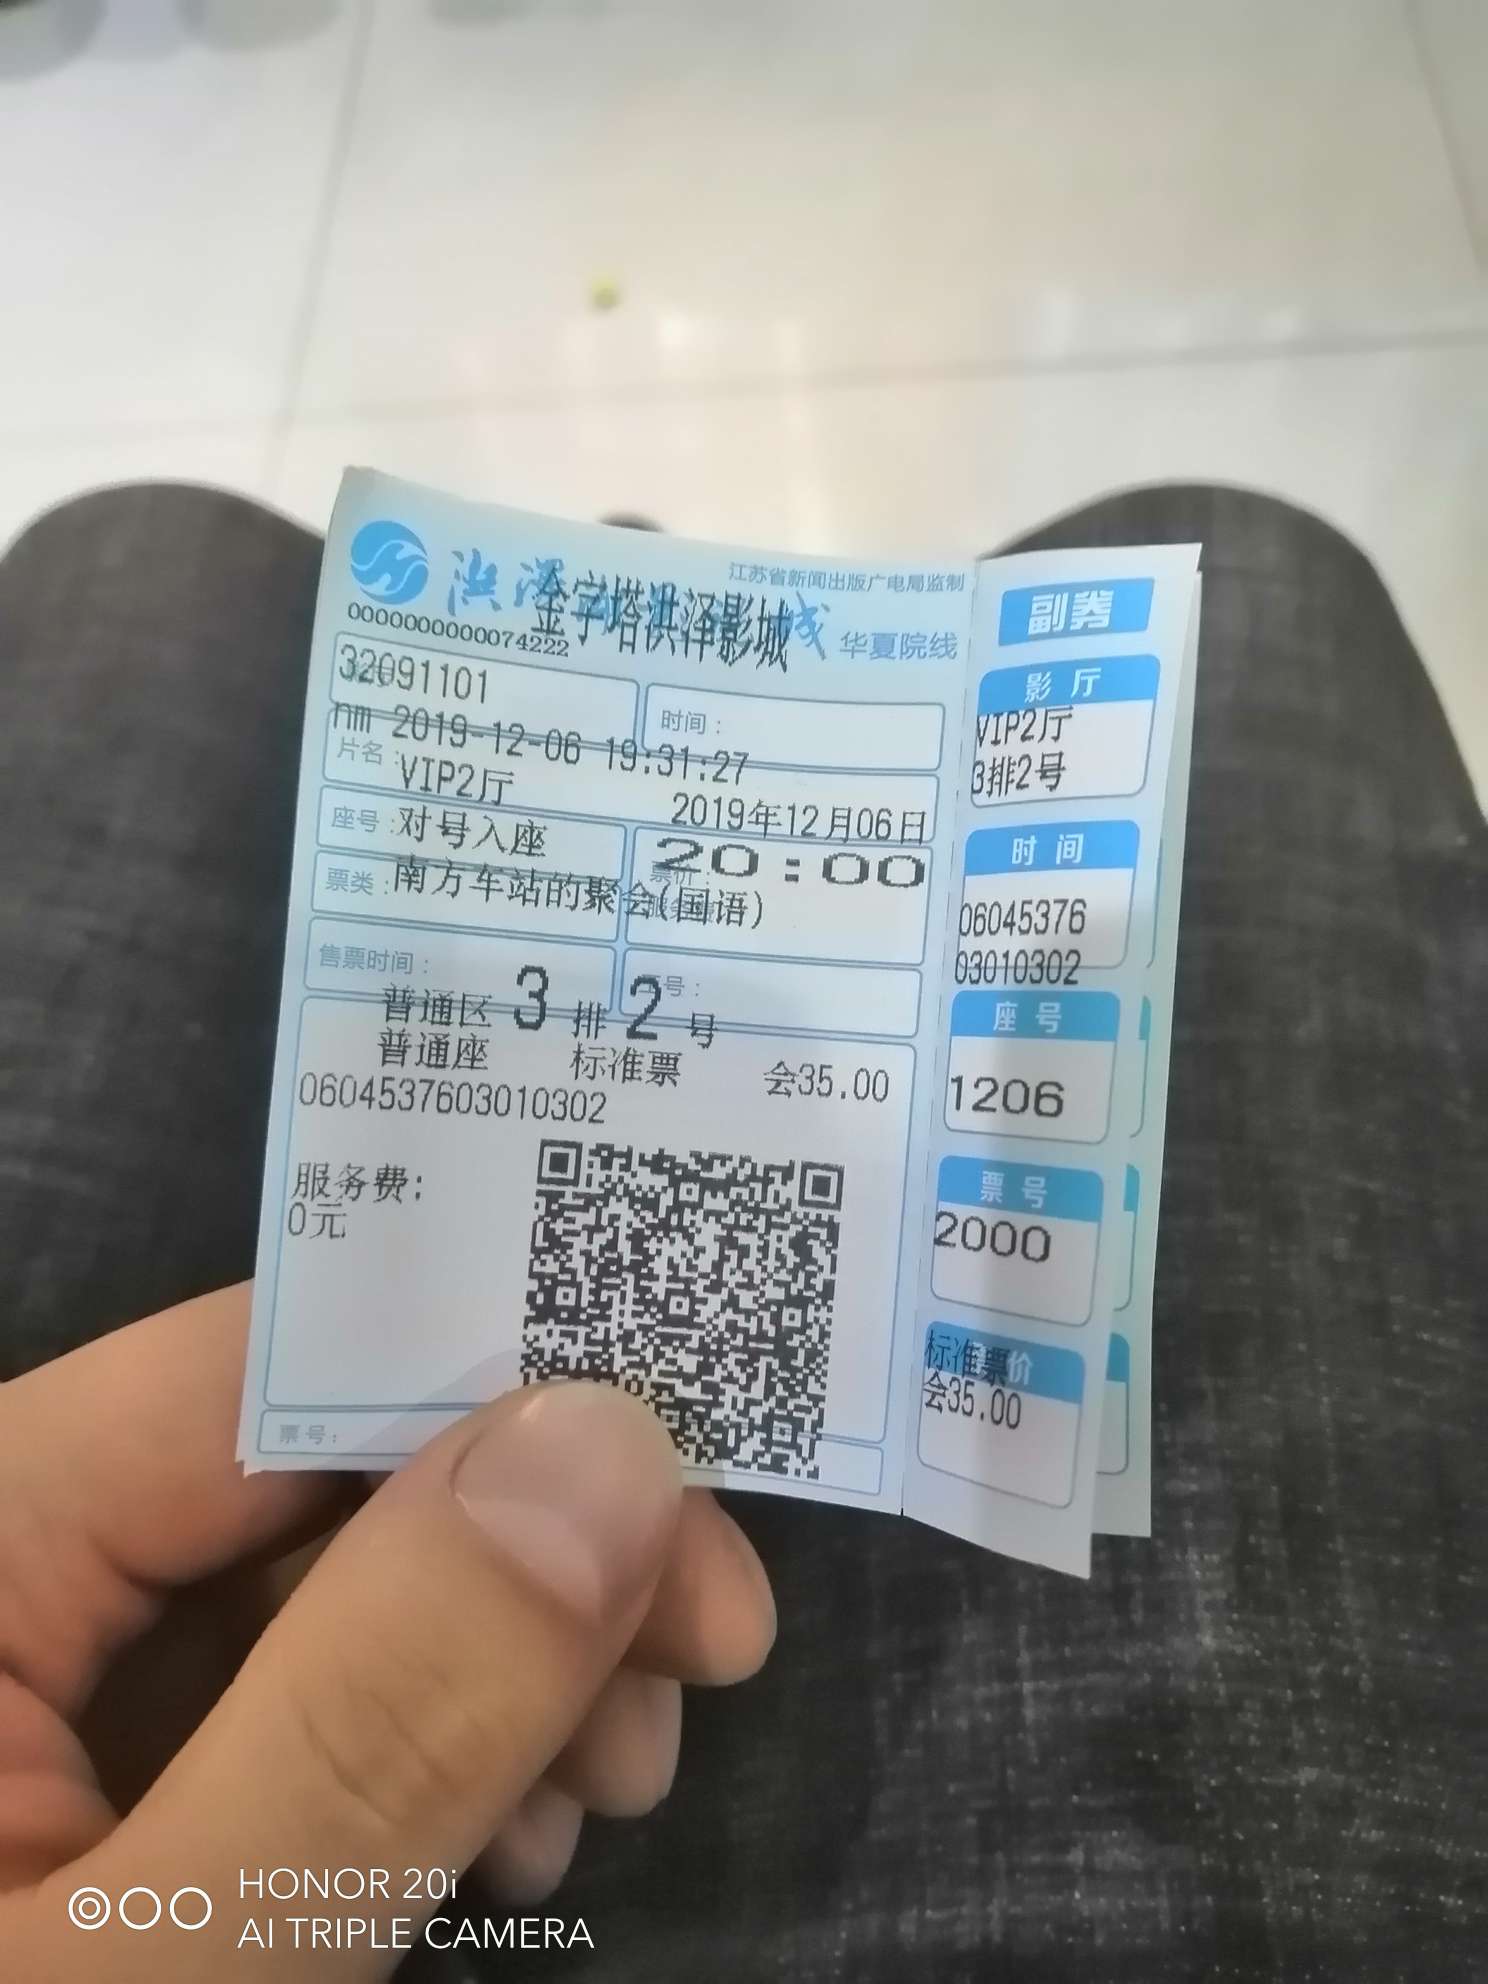 江苏省新闻出版广电局监制
洪泽
城
金字塔洪泽影城
华夏院线
0000000000074222
32091101
时间：
nm 2019-12-06 19:31:27
片名：
VIP2厅
2019年12月06日
座号：
对号入座
20:00
票价：
票类：
南方车站的聚会(国语)
售票时间：
号：
普通区 3 排 2 号
普通座 标准票 会35.00
0604537603010302
服务费:
0元
票号：
副券
影厅
VIP2厅
3排2号
时间
06045376
03010302
座号
1206
票号
2000
价
标准票
会35.00
HONOR 20i
AI TRIPLE CAMERA